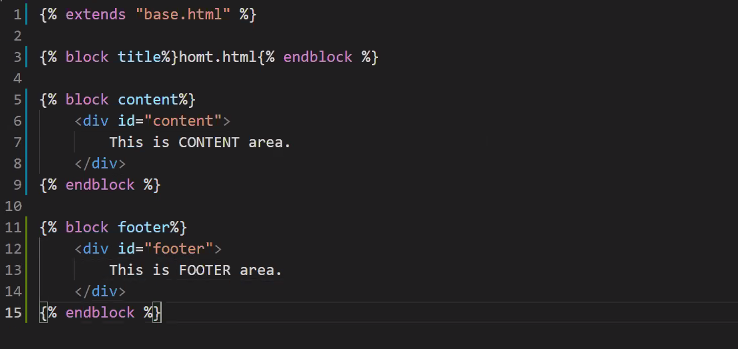 1 {% extends "base.html" %}
2
3 {% block title%}homt.html{% endblock %}
4
5 {% block content%}
6 <div id="content">
7 This is CONTENT area.
8 </div>
9 {% endblock %}
10
11 {% block footer%}
12 <div id="footer">
13 This is FOOTER area.
14 </div>
15 {% endblock %}